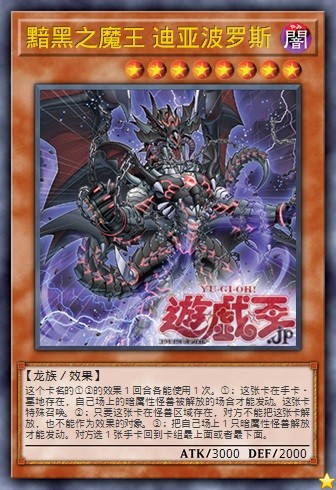 黯黑之魔王 迪亚波罗斯
闇
YU-GI-OH!
遊戯王
.JP
【龙族/效果】
这个卡名的①③的效果1回合各能使用1次。①：这张卡在手卡·
墓地存在，自己场上的暗属性怪兽被解放的场合才能发动。这张卡
特殊召唤。②：只要这张卡在怪兽区域存在，对方不能把这张卡解
放，也不能作为效果的对象。③：把自己场上1只暗属性怪兽解放
才能发动。对方选1张手卡回到卡组最上面或者最下面。
ATK/3000 DEF/2000